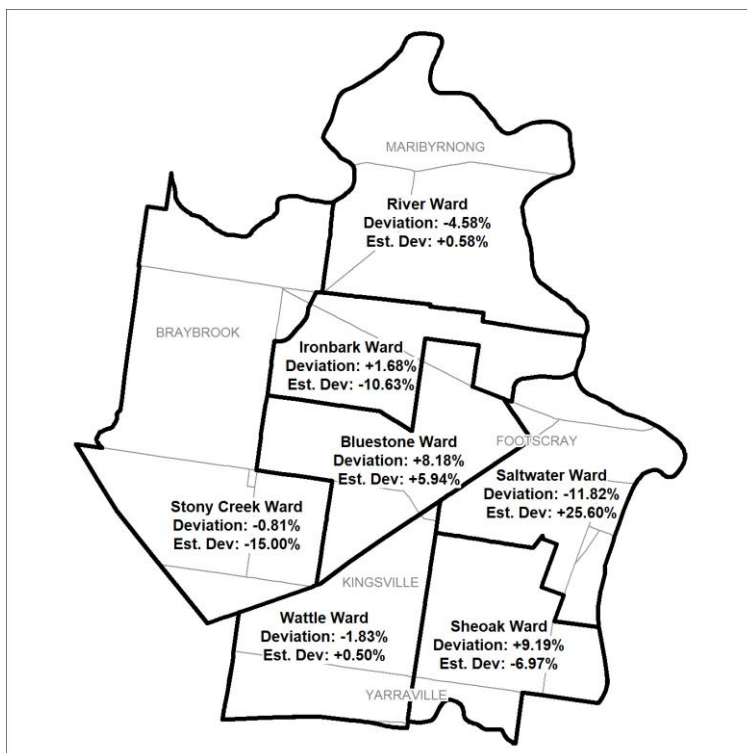 MARIBYRNONG
River Ward
Deviation: -4.58%
Est. Dev: +0.58%
BRAYBROOK
Ironbark Ward
Deviation: +1.68%
Est. Dev: -10.63%
Bluestone Ward
Deviation: +8.18%
Est. Dev: +5.94%
FOOTSCRAY
Saltwater Ward
Deviation: -11.82%
Est. Dev: +25.60%
Stony Creek Ward
Deviation: -0.81%
Est. Dev: -15.00%
KINGSVILLE
Wattle Ward
Deviation: -1.83%
Est. Dev: +0.50%
Sheoak Ward
Deviation: +9.19%
Est. Dev: -6.97%
YARRAVILLE